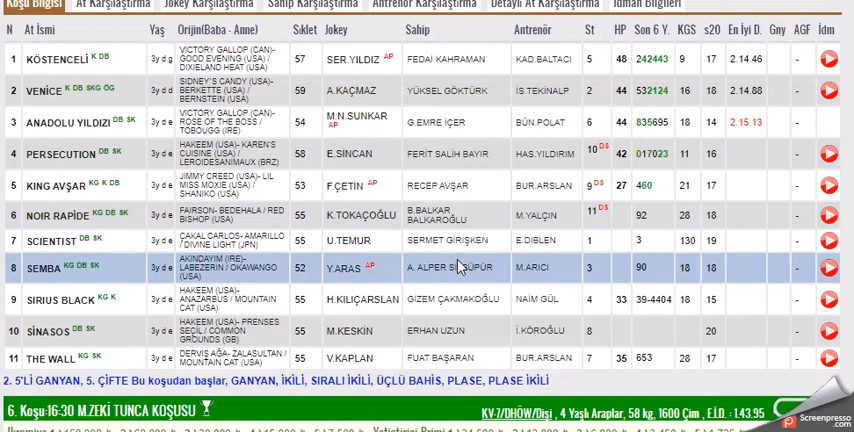 Koşu Bilgisi At Karşılaştırma Jokey Karşılaştırma Sahip Karşılaştırma Antrenör Karşılaştırma Detaylı At Karşılaştırma İdman Bilgileri
N At İsmi Yaş Orijin(Baba - Anne) Sıklet Jokey Sahip Antrenör St HP Son 6 Y. KGS s20 En İyi D. Gny AGF İdm
1 KÖSTENCELİ K DB 3y d g VICTORY GALLOP (CAN)- GOOD EVENING (USA) / DIXIELAND HEAT (USA) 57 SER.YILDIZ AP FEDAİ KAHRAMAN KAD.BALTACI 5 48 242443 9 17 2.14.46 -
2 VENİCE K DB SKG ÖG 3y d d SIDNEY'S CANDY (USA)- BERKETTE (USA) / BERNSTEIN (USA) 59 A.KAÇMAZ YÜKSEL GÖKTÜRK İS.TEKİNALP 2 44 532124 16 18 2.14.88 -
3 ANADOLU YILDIZI DB SK 3y d e VICTORY GALLOP (CAN)- ROSE OF THE BOSS / TOBOUGG (IRE) 54 M.N.SUNKAR AP G.EMRE İÇER BÜN.POLAT 6 44 835695 18 14 2.15.13 -
4 PERSECUTION DB SK 3y d e HAKEEM (USA)- KAREN'S CUISINE (USA) / LEROIDESANIMAUX (BRZ) 58 E.SİNCAN FERİT SALİH BAYIR HAS.YILDIRIM 10 DS 42 017023 11 16 -
5 KING AVŞAR KG K DB 3y d e JIMMY CREED (USA)- LIL MISS MOXIE (USA) / SHANIKO (USA) 53 F.ÇETİN AP RECEP AVŞAR BUR.ARSLAN 9 DS 27 460 21 17 -
6 NOIR RAPİDE KG DB SK 3y d e FAIRSON- BEDEHALA / RED BISHOP (USA) 55 K.TOKAÇOĞLU B.BALKAR BALKAROĞLU M.YALÇIN 11 DS 92 28 18 -
7 SCIENTIST DB SK 3y d e ÇAKAL CARLOS- AMARILLO / DIVINE LIGHT (JPN) 55 U.TEMUR SERMET GİRİŞKEN E.DİBLEN 1 3 130 19 -
8 SEMBA KG DB SK 3y d e AKINDAYIM (IRE)- LABEZERIN / OKAWANGO (USA) 52 Y.ARAS AP A. ALPER M.ARICI 3 90 18 18 -
9 SIRIUS BLACK KG K 3y d e HAKEEM (USA)- ANAZARBUS / MOUNTAIN CAT (USA) 55 H.KILIÇARSLAN GİZEM ÇAKMAKOĞLU NAİM GÜL 4 33 39-4404 18 15 -
10 SİNASOS DB SK 3y d e HAKEEM (USA)- PRENSES SEÇİL / COMMON GROUNDS (GB) 55 M.KESKİN ERHAN UZUN İ.KÖROĞLU 8 20 -
11 THE WALL KG SK 3y d e DERVİŞ AĞA- ZALASULTAN / MOUNTAIN CAT (USA) 55 V.KAPLAN FUAT BAŞARAN BUR.ARSLAN 7 35 653 28 17 -
2. 5'Lİ GANYAN, 5. ÇİFTE Bu koşudan başlar, GANYAN, İKİLİ, SIRALI İKİLİ, ÜÇLÜ BAHİS, PLASE, PLASE İKİLİ
6. Koşu:16:30 M.ZEKİ TUNCA KOŞUSU KV-7/DHÖW/Dişi , 4 Yaşlı Araplar, 58 kg, 1600 Çim , E.İ.D. : 1.43.95
Screenpresso.com